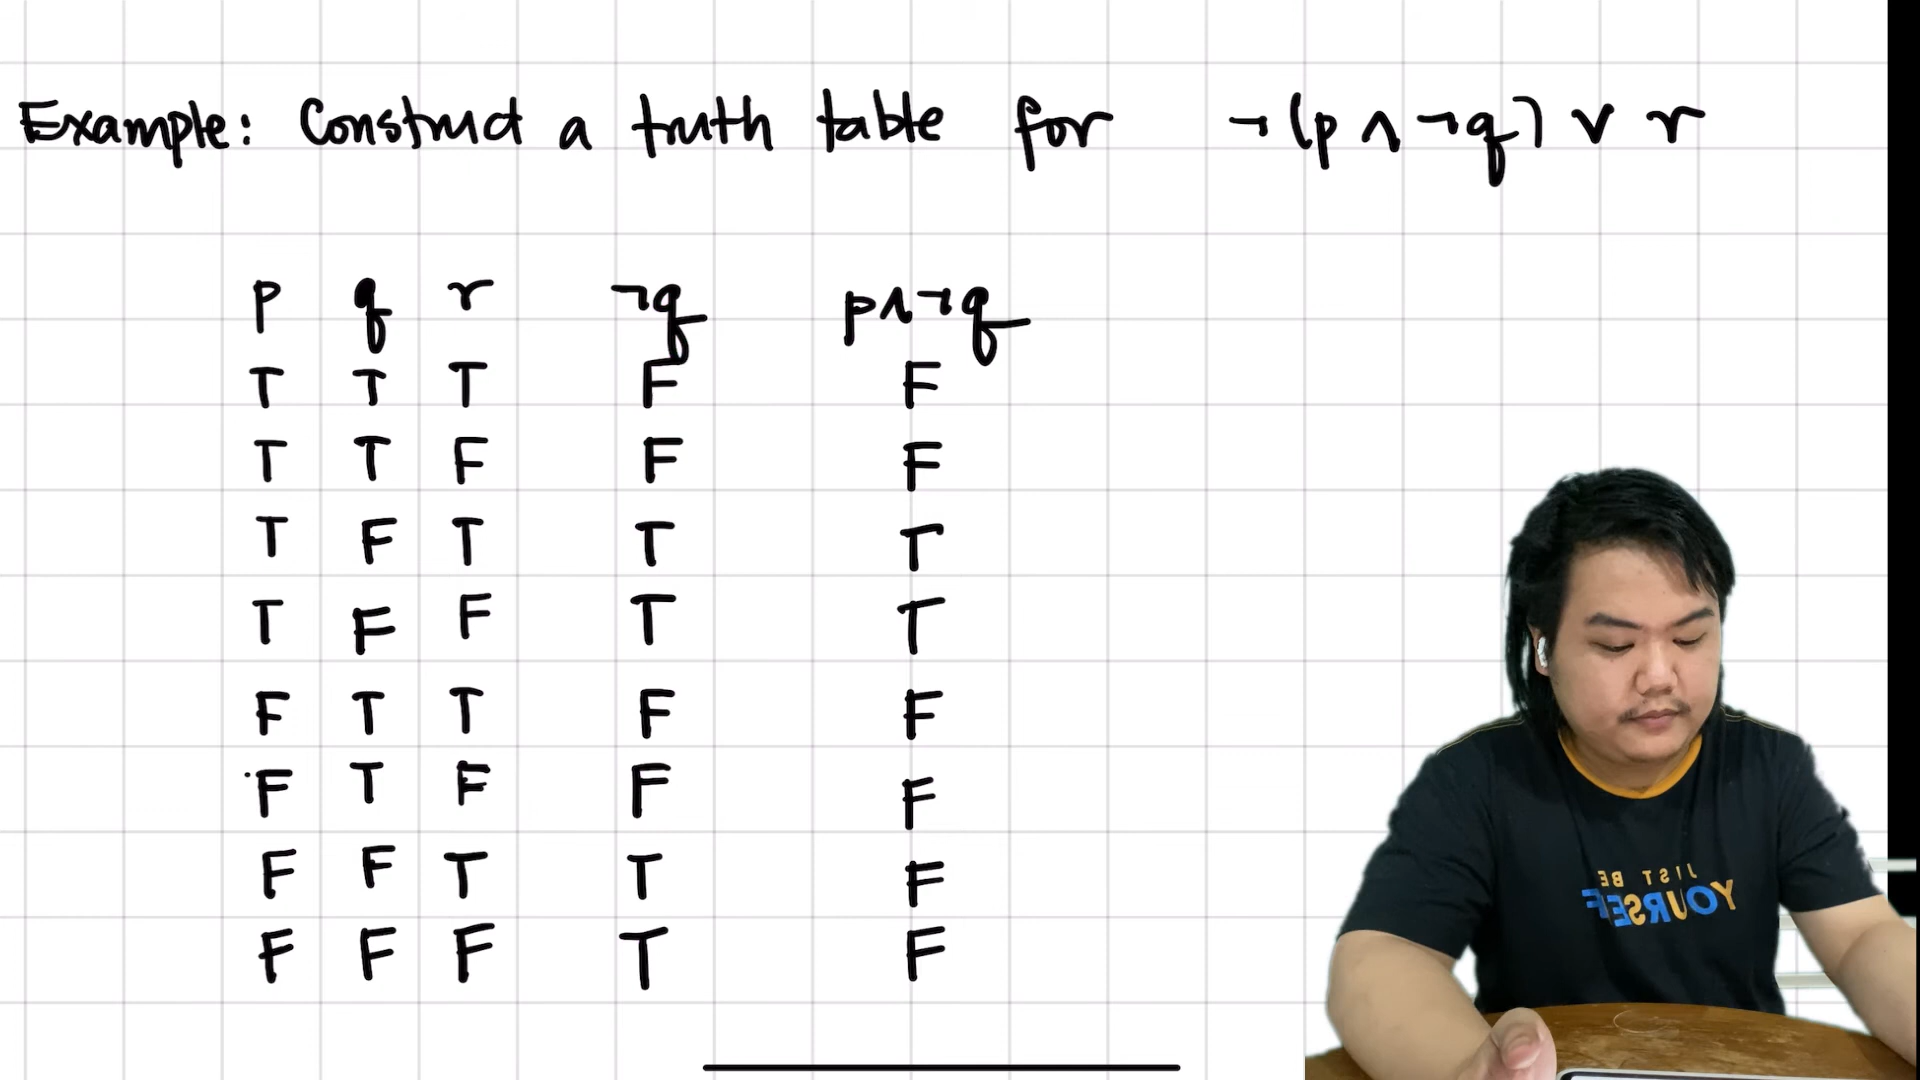 Example: Construct a truth table for ¬(p ∧ ¬q) ∨ r
p q r ¬q p∧¬q
T T T F F
T T F F F
T F T T T
T F F T T
F T T F F
F T F F F
F F T T F
F F F T F
JUST BE
YOURSELF